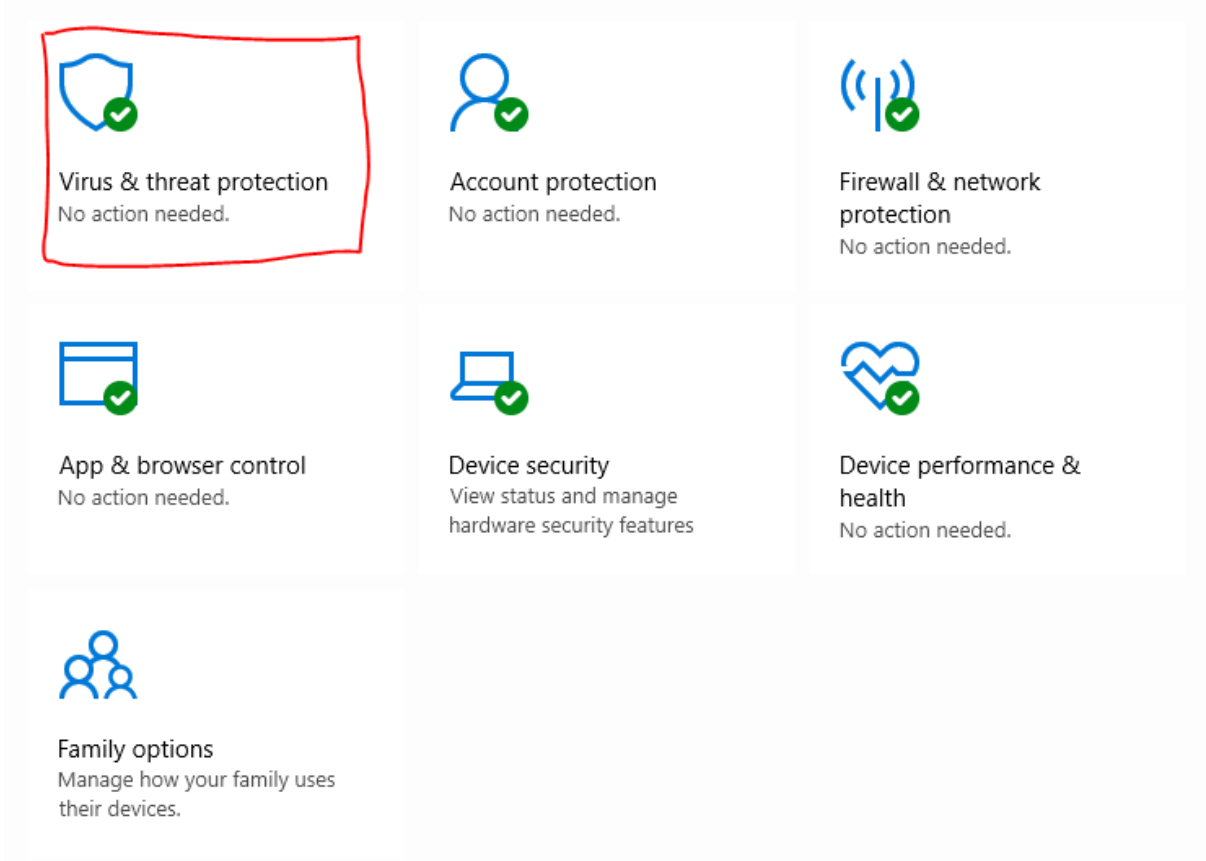 Virus & threat protection
No action needed.
Account protection
No action needed.
Firewall & network
protection
No action needed.
App & browser control
No action needed.
Device security
View status and manage
hardware security features
Device performance &
health
No action needed.
Family options
Manage how your family uses
their devices.